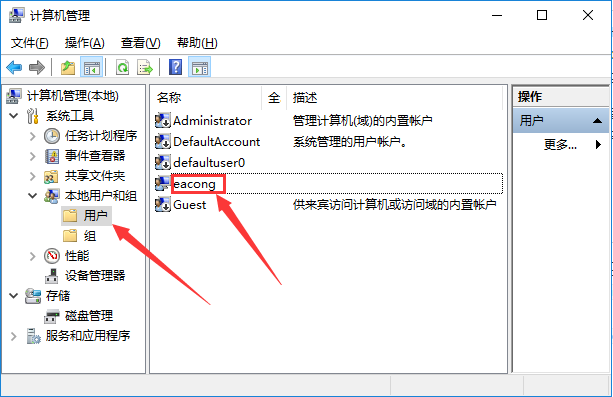 计算机管理
文件(F) 操作(A) 查看(V) 帮助(H)
计算机管理(本地)
系统工具
任务计划程序
事件查看器
共享文件夹
本地用户和组
用户
组
性能
设备管理器
存储
磁盘管理
服务和应用程序
名称 全 描述
Administrator 管理计算机(域)的内置帐户
DefaultAccount 系统管理的用户帐户。
defaultuser0
eacong
Guest 供来宾访问计算机或访问域的内置帐户
操作
用户
更多...